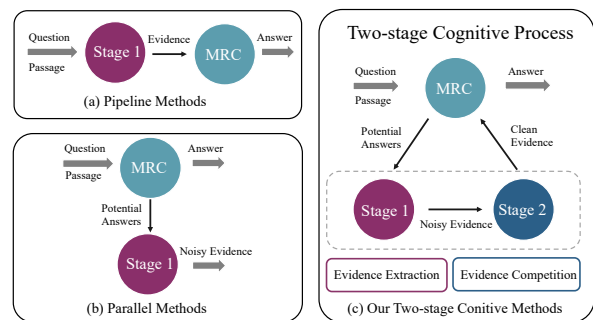 Question
Passage
Stage 1
Evidence
MRC
Answer
(a) Pipeline Methods
Question
Passage
MRC
Answer
Potential
Answers
Stage 1
Noisy Evidence
(b) Parallel Methods
Two-stage Cognitive Process
Question
Passage
MRC
Answer
Potential
Answers
Clean
Evidence
Stage 1
Noisy Evidence
Stage 2
Evidence Extraction
Evidence Competition
(c) Our Two-stage Conitive Methods